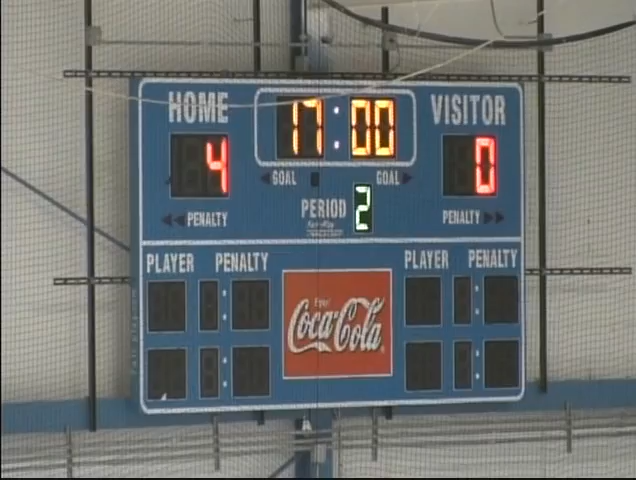 HOME 17:00 VISITOR
4 0
GOAL GOAL
PERIOD 2
PENALTY PENALTY
PLAYER PENALTY PLAYER PENALTY
Enjoy
Coca-Cola